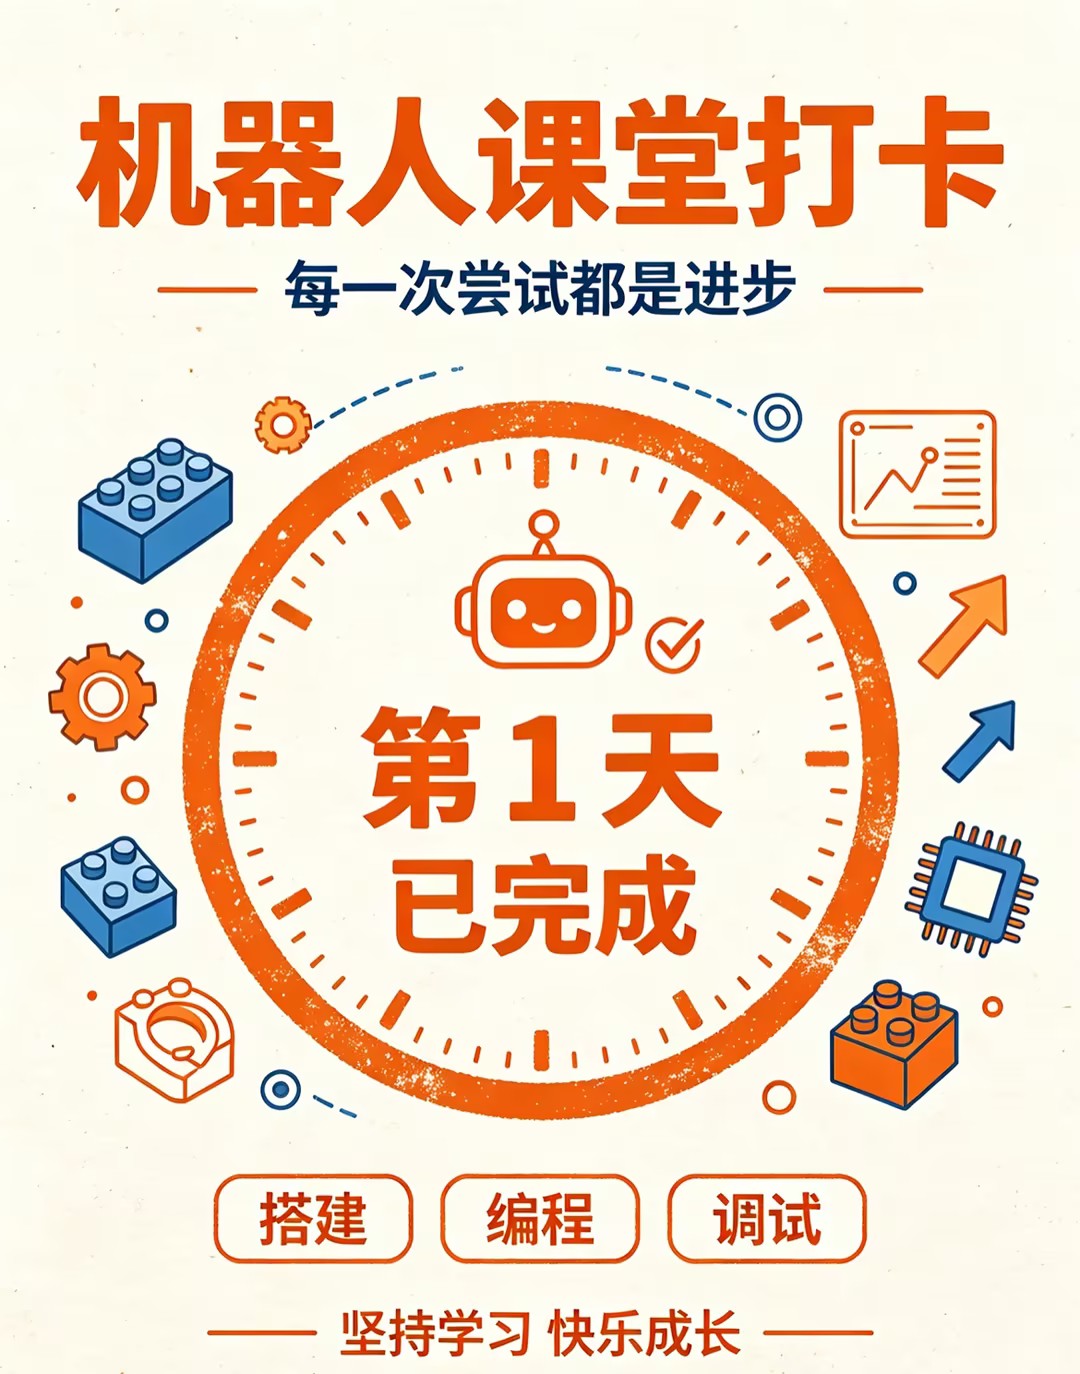 机器人课堂打卡
每一次尝试都是进步
第1天
已完成
搭建 编程 调试
坚持学习 快乐成长